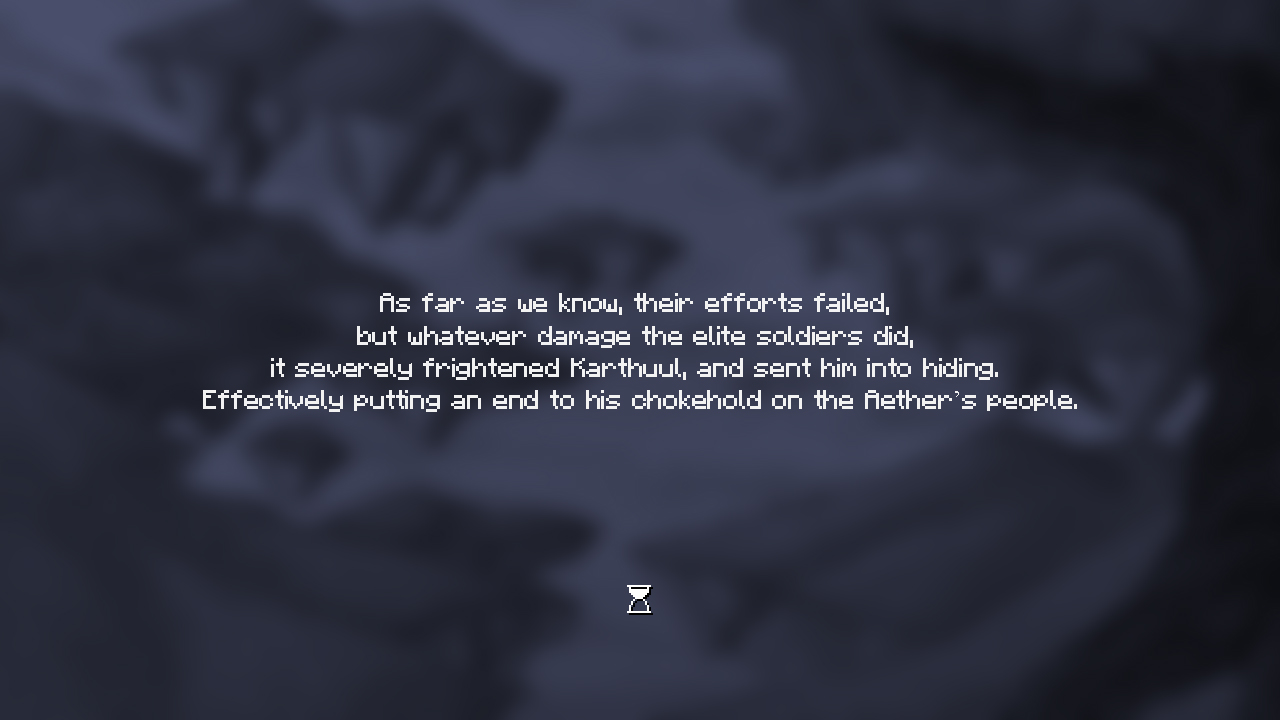 As far as we know, their efforts failed,
but whatever damage the elite soldiers did,
it severely frightened Karthuul, and sent him into hiding.
Effectively putting an end to his chokehold on the Aether's people.